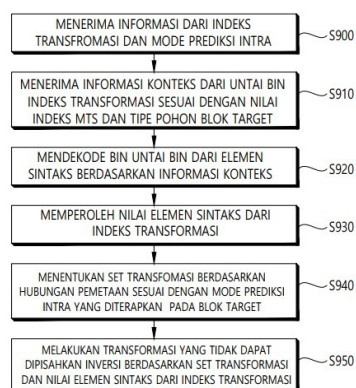 MENERIMA INFORMASI DARI INDEKS
TRANSFROMASI DAN MODE PREDIKSI INTRA
S900
MENERIMA INFORMASI KONTEKS DARI UNTAI BIN
INDEKS TRANSFORMASI SESUAI DENGAN NILAI
INDEKS MTS DAN TIPE POHON BLOK TARGET
S910
MENDEKODE BIN UNTAI BIN DARI ELEMEN
SINTAKS BERDASARKAN INFORMASI KONTEKS
S920
MEMPEROLEH NILAI ELEMEN SINTAKS DARI
INDEKS TRANSFORMASI
S930
MENENTUKAN SET TRANSFOMASI BERDASARKAN
HUBUNGAN PEMETAAN SESUAI DENGAN MODE PREDIKSI
INTRA YANG DITERAPKAN PADA BLOK TARGET
S940
MELAKUKAN TRANSFORMASI YANG TIDAK DAPAT
DIPISAHKAN INVERSI BERDASARKAN SET TRANSFORMASI
DAN NILAI ELEMEN SINTAKS DARI INDEKS TRANSFORMASI
S950